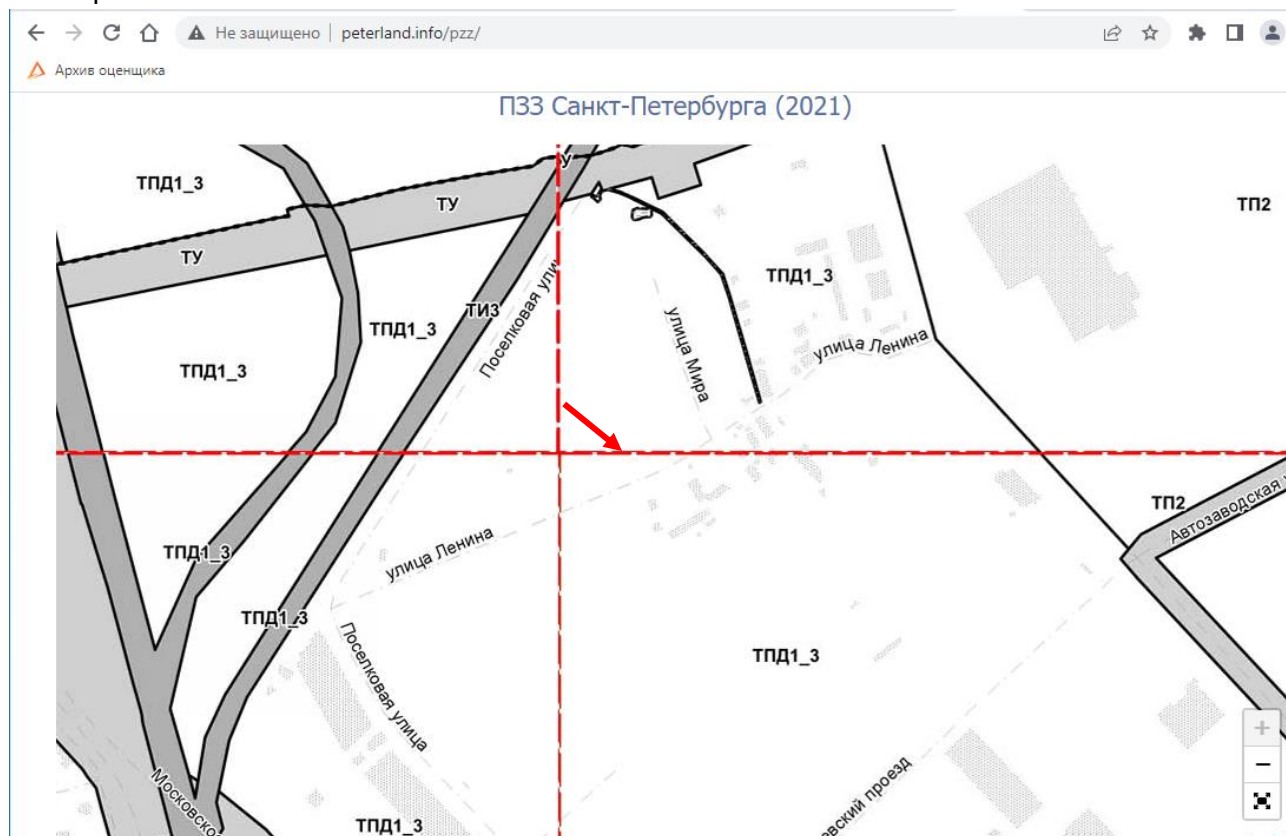 Не защищено | peterland.info/pzz/
Архив оценщика
ПЗЗ Санкт-Петербурга (2021)
ТПД1_3
ТУ
У
ТП2
ТУ
ТПД1_3
ТИ3
ТПД1_3
Поселковая ули
улица Мира
улица Ленина
ТПД1_3
ТП2
Автозаводская
ТПД1_3
улица Ленина
ТПД1_3
ТПД1_3
Поселковая улица
евский проезд
Московско
ТПД1_3